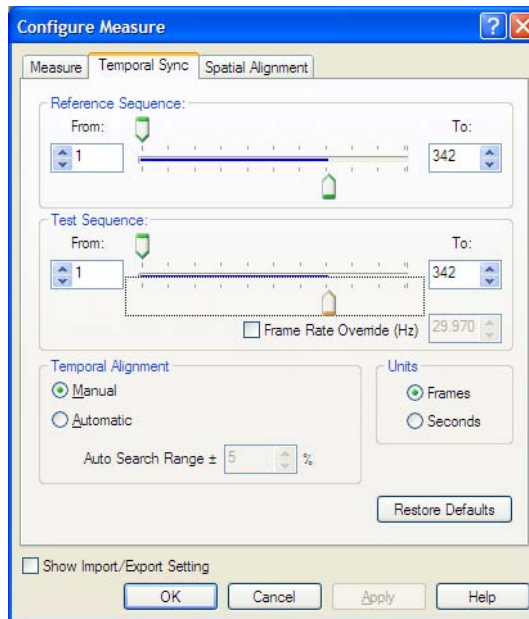 Configure Measure
Measure Temporal Sync Spatial Alignment
Reference Sequence:
From: To:
1 342
Test Sequence:
From: To:
1 342
Frame Rate Override (Hz) 29.970
Temporal Alignment Units
Manual Frames
Automatic Seconds
Auto Search Range ± 5 %
Restore Defaults
Show Import/Export Setting
OK Cancel Apply Help